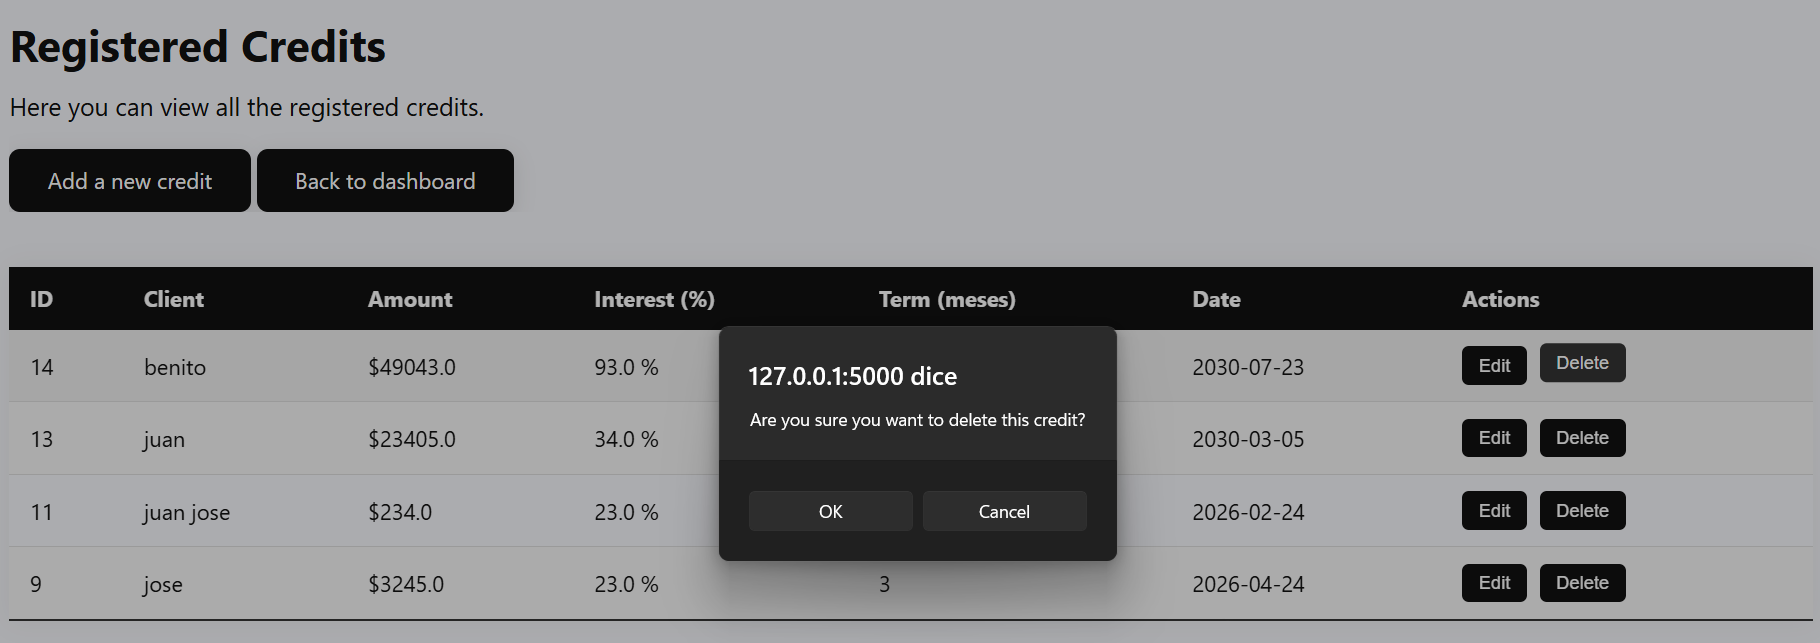 Registered Credits
Here you can view all the registered credits.
Add a new credit Back to dashboard
ID Client Amount Interest (%) Term (meses) Date Actions
14 benito $49043.0 93.0 % 2030-07-23 Edit Delete
13 juan $23405.0 34.0 % 2030-03-05 Edit Delete
11 juan jose $234.0 23.0 % 2026-02-24 Edit Delete
9 jose $3245.0 23.0 % 3 2026-04-24 Edit Delete
127.0.0.1:5000 dice
Are you sure you want to delete this credit?
OK Cancel